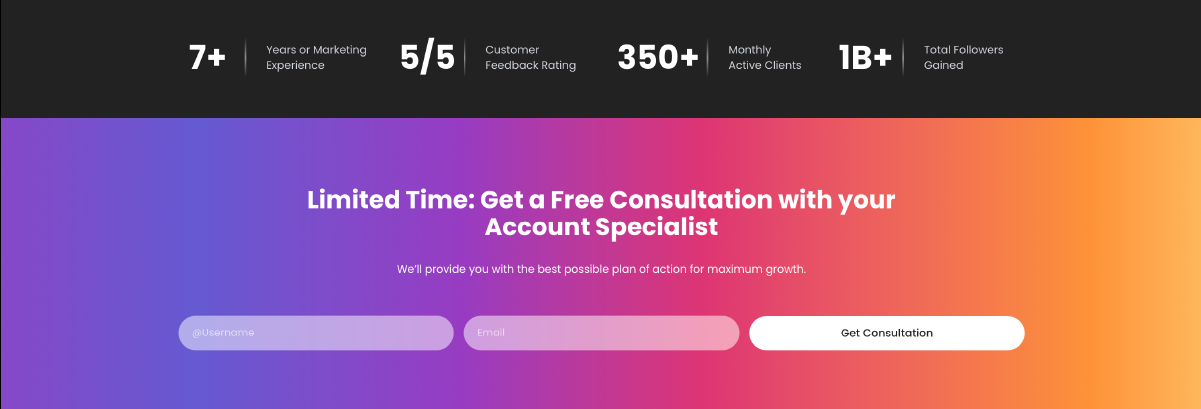 7+
Years or Marketing
Experience
5/5
Customer
Feedback Rating
350+
Monthly
Active Clients
1B+
Total Followers
Gained
Limited Time: Get a Free Consultation with your
Account Specialist
We'll provide you with the best possible plan of action for maximum growth.
@Username
Email
Get Consultation